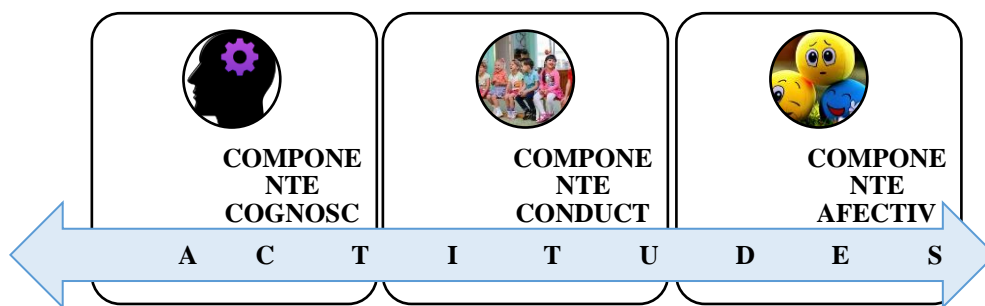 COMPONE
NTE
COGNOSC
COMPONE
NTE
CONDUCT
COMPONE
NTE
AFECTIV
A C T I T U D E S